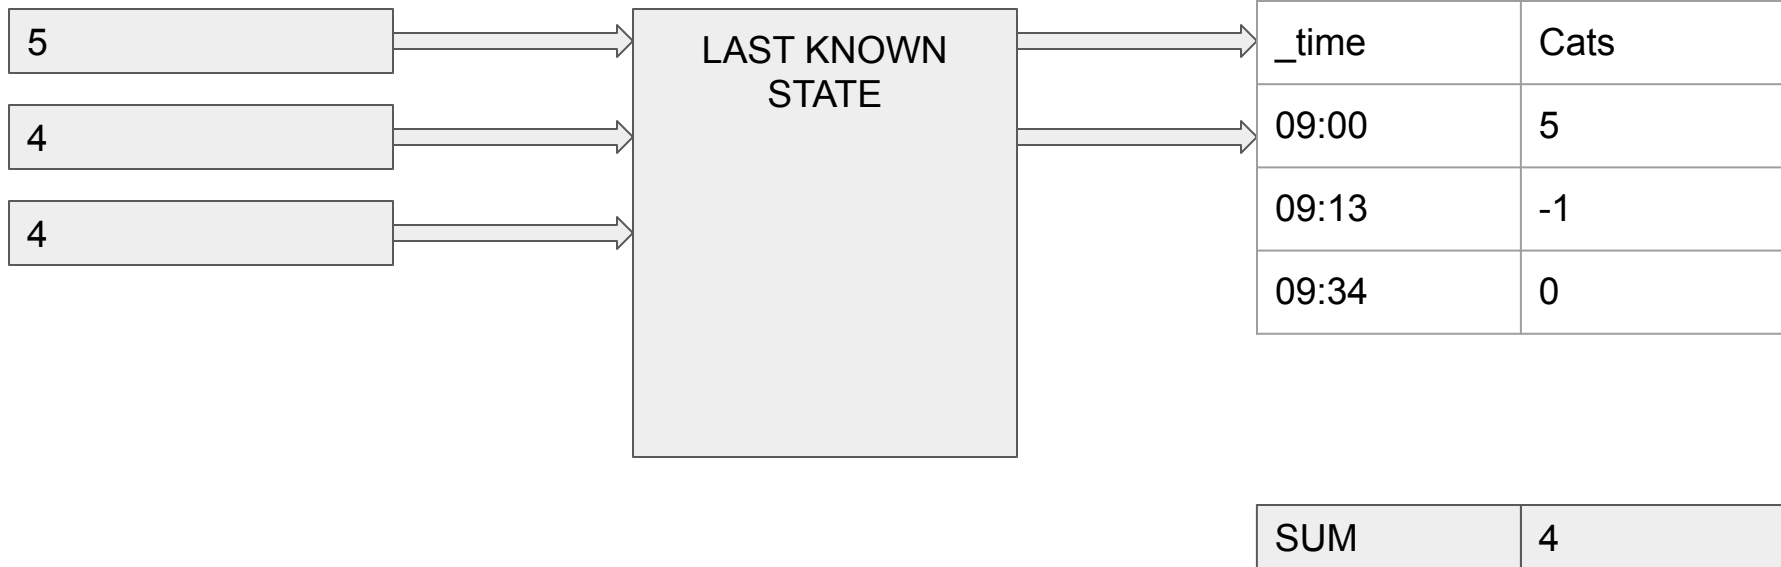 5
4
4
LAST KNOWN
STATE
_time Cats
09:00 5
09:13 -1
09:34 0
SUM 4